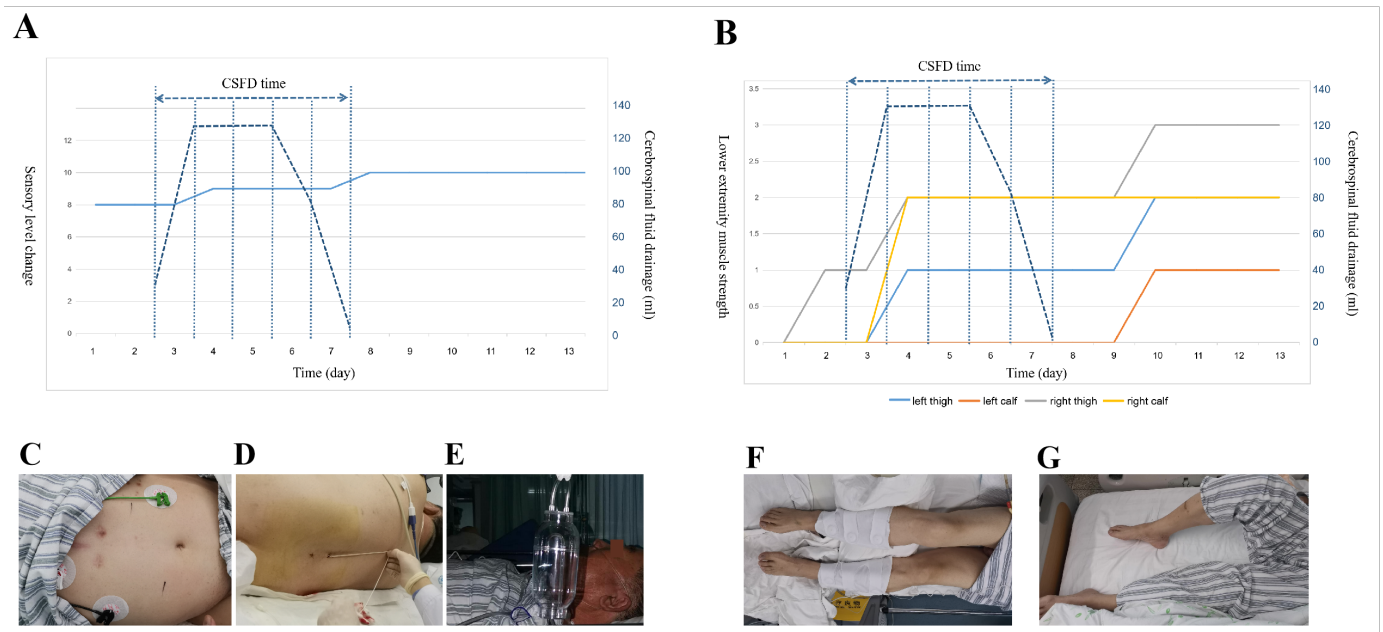 A
CSFD time
Sensory level change
0
2
4
6
8
10
12
0
20
40
60
80
100
120
140
Cerebrospinal fluid drainage (ml)
1 2 3 4 5 6 7 8 9 10 11 12 13
Time (day)
B
CSFD time
Lower extremity muscle strength
3.5
3
2.5
2
1.5
1
0.5
0
140
120
100
80
60
40
20
0
Cerebrospinal fluid drainage (ml)
1 2 3 4 5 6 7 8 9 10 11 12 13
Time (day)
left thigh left calf right thigh right calf
C
D
E
F
G